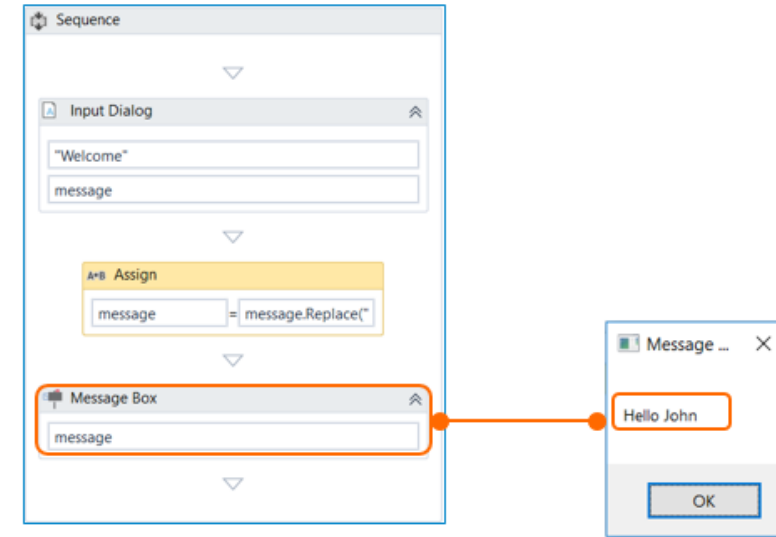 Sequence
Input Dialog
"Welcome"
message
A+B Assign
message = message.Replace("
Message Box
message
Message ...
Hello John
OK